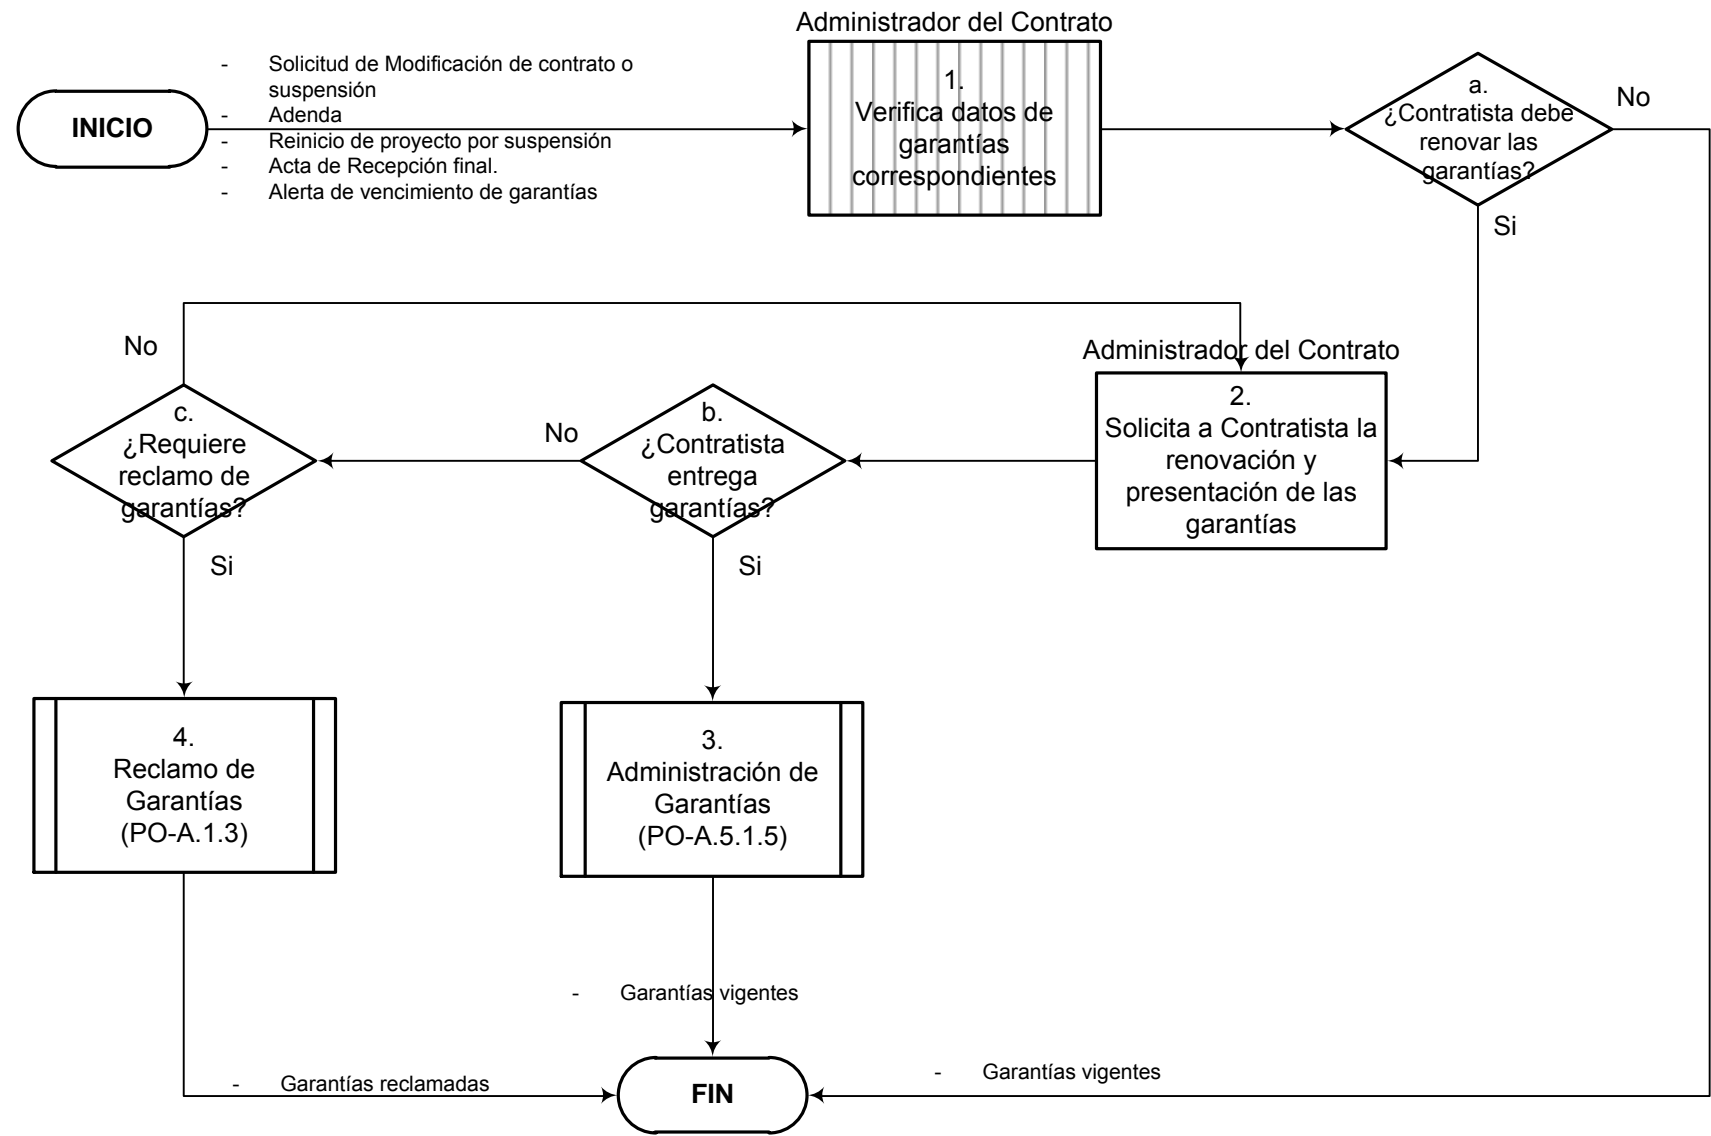 Administrador del Contrato
INICIO
- Solicitud de Modificación de contrato o
suspensión
- Adenda
- Reinicio de proyecto por suspensión
- Acta de Recepción final.
- Alerta de vencimiento de garantías
1.
Verifica datos de
garantías
correspondientes
a.
¿Contratista debe
renovar las
garantías?
No
Si
No
Administrador del Contrato
c.
¿Requiere
reclamo de
garantías?
No
b.
¿Contratista
entrega
garantías?
2.
Solicita a Contratista la
renovación y
presentación de las
garantías
Si
Si
4.
Reclamo de
Garantías
(PO-A.1.3)
3.
Administración de
Garantías
(PO-A.5.1.5)
- Garantías vigentes
- Garantías reclamadas
FIN
- Garantías vigentes